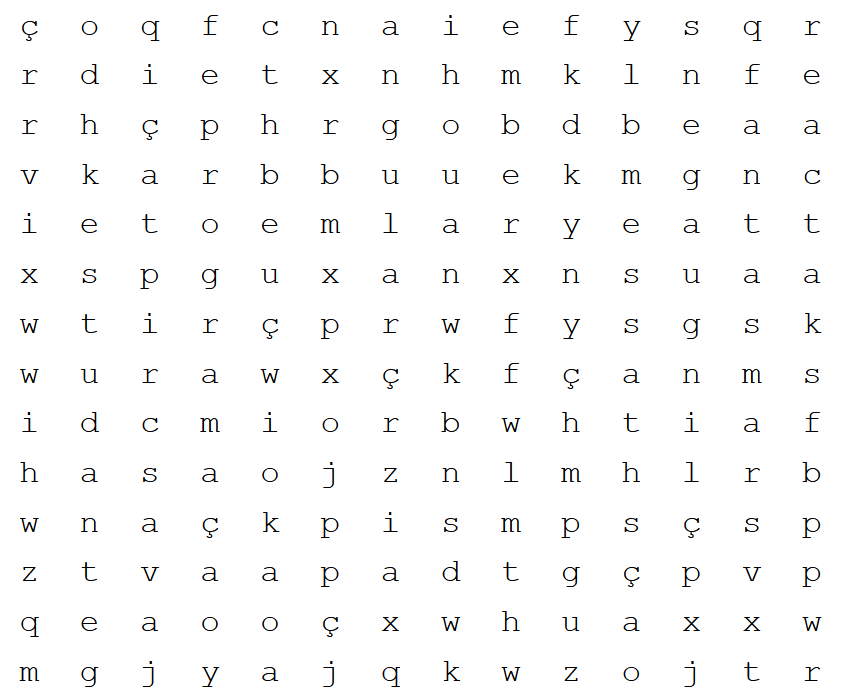 ç o q f c n a i e f y s q r
r d i e t x n h m k l n f e
r h ç p h r g o b d b e a a
v k a r b b u u e k m g n c
i e t o e m l a r y e a t t
x s p g u x a n x n s u a a
w t i r ç p r w f y s g s k
w u r a w x ç k f ç a n m s
i d c m i o r b w h t i a f
h a s a o j z n l m h l r b
w n a ç k p i s m p s ç s p
z t v a a p a d t g ç p v p
q e a o o ç x w h u a x x w
m g j y a j q k w z o j t r